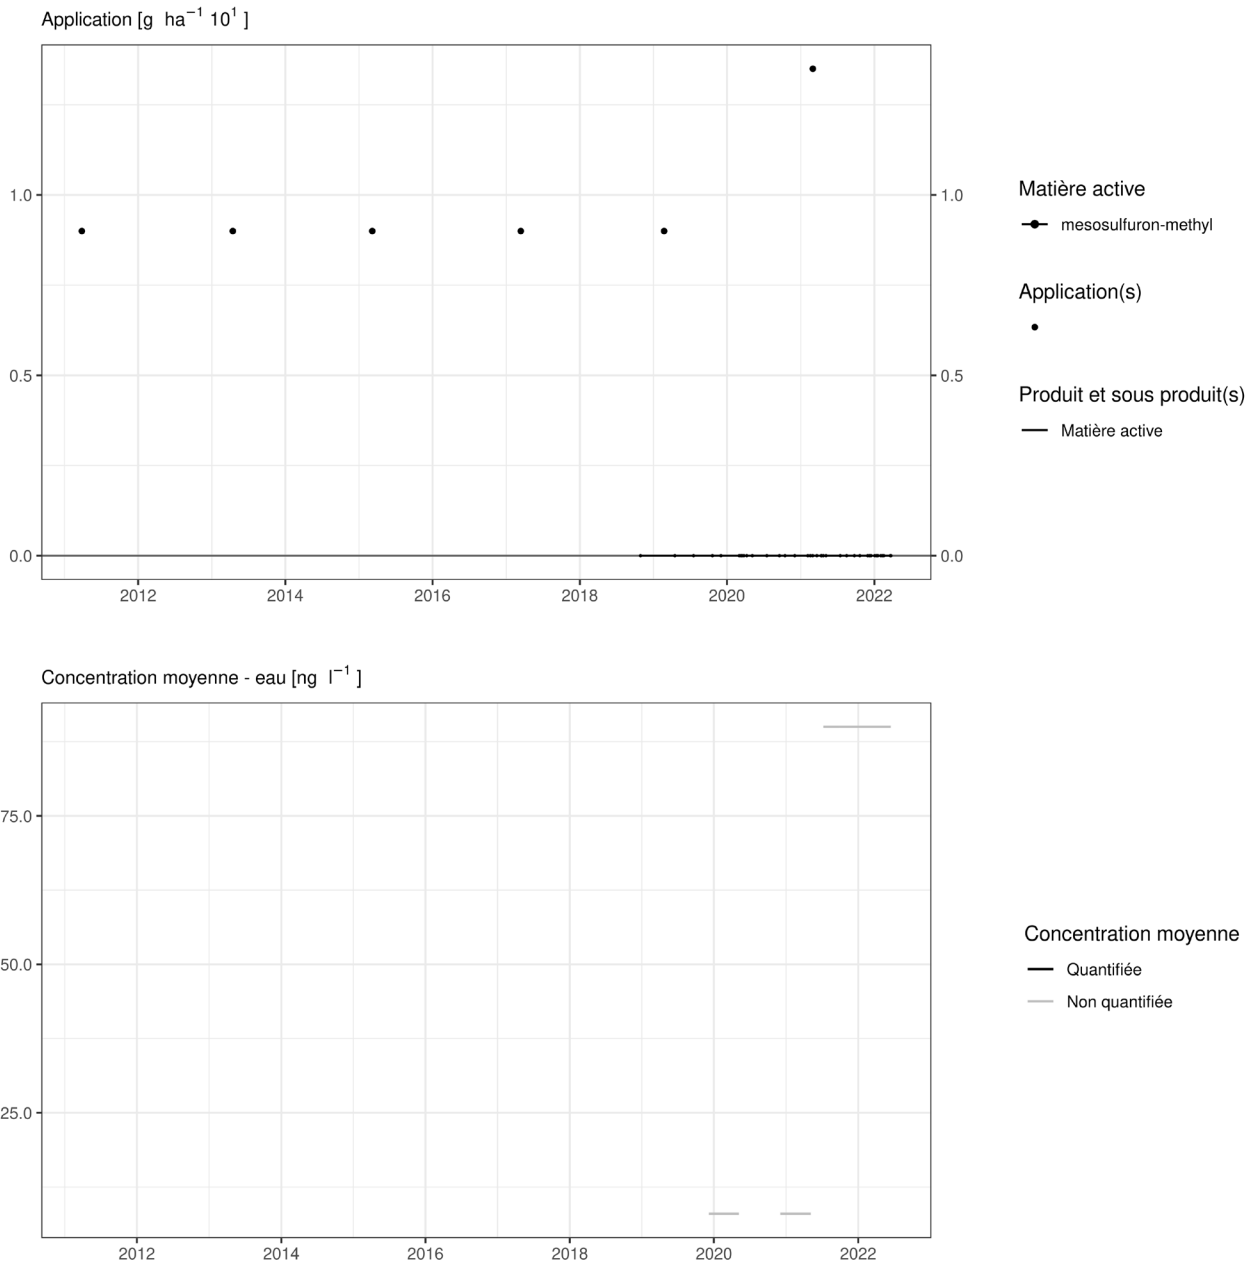 Application [g ha⁻¹ 10¹ ]
1.0
0.5
0.0
1.0
0.5
0.0
2012 2014 2016 2018 2020 2022
Matière active
mesosulfuron-methyl
Application(s)
Produit et sous produit(s)
Matière active
Concentration moyenne - eau [ng l⁻¹ ]
75.0
50.0
25.0
2012 2014 2016 2018 2020 2022
Concentration moyenne
Quantifiée
Non quantifiée